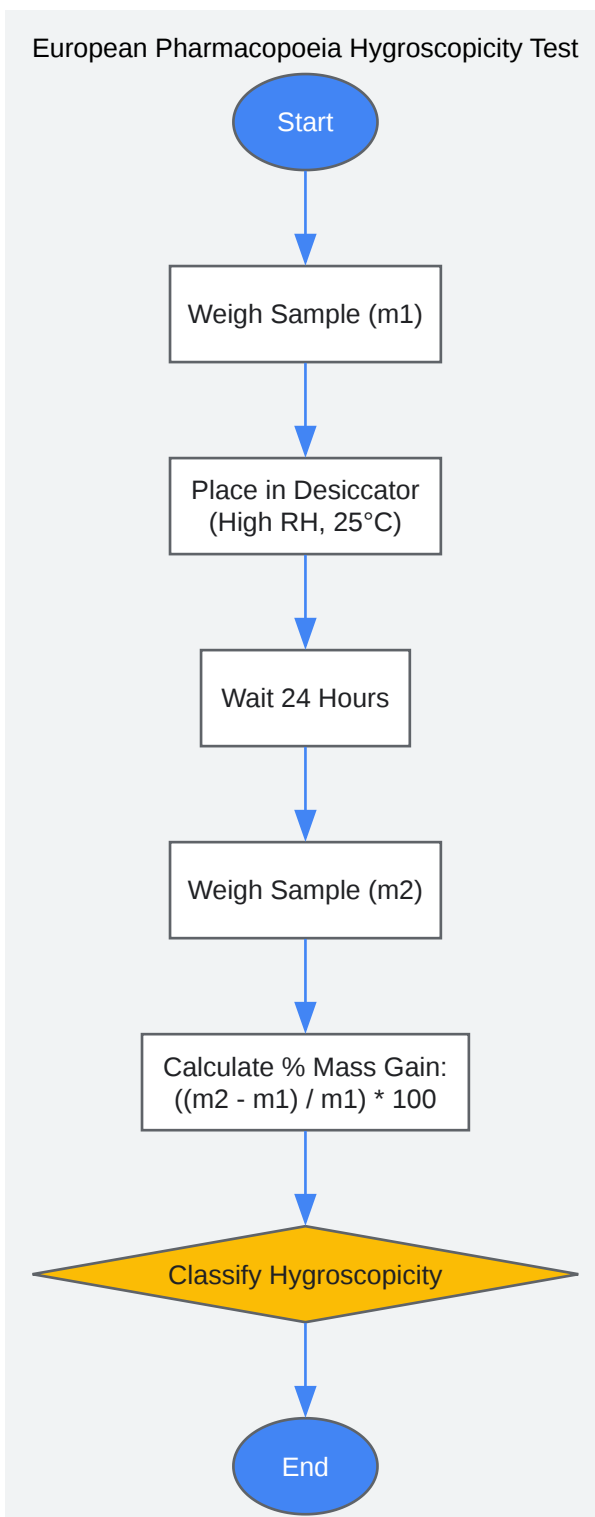 European Pharmacopoeia Hygroscopicity Test
Start
Weigh Sample (m1)
Place in Desiccator
(High RH, 25°C)
Wait 24 Hours
Weigh Sample (m2)
Calculate % Mass Gain:
((m2 - m1) / m1) * 100
Classify Hygroscopicity
End